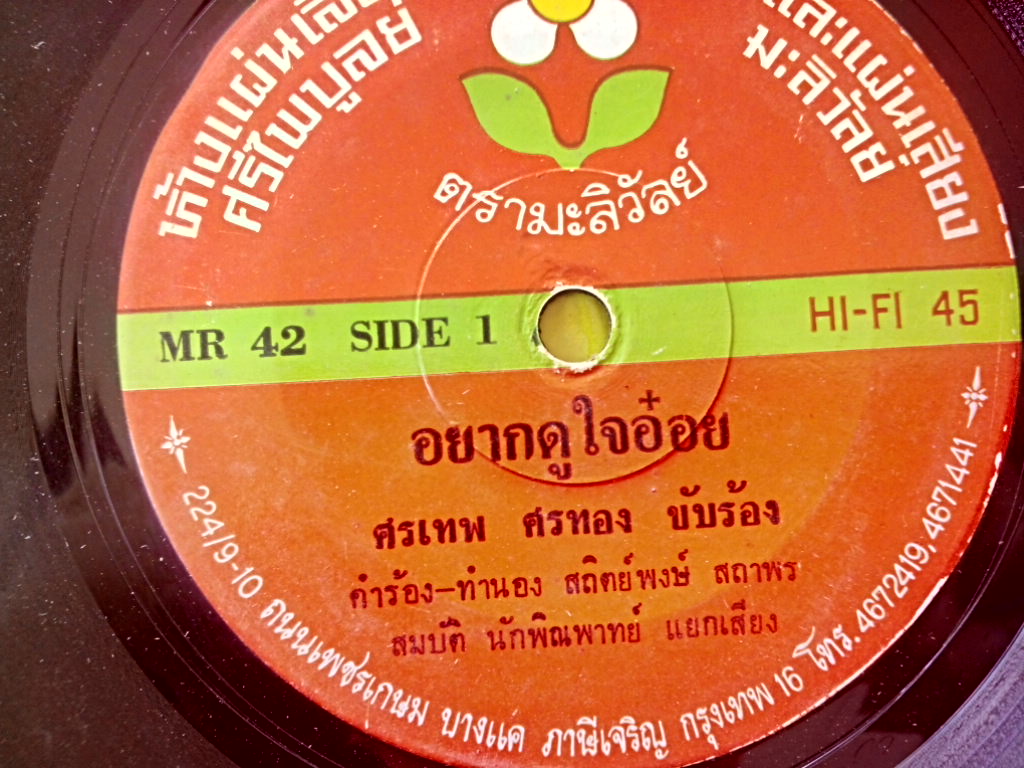 ห้างแผ่นเสียง
ศรีไพบูลย์
และแผ่นเสียง
มะลิวัลย
ตรามะลิวัลย์
MR 42 SIDE 1
HI-FI 45
อยากดูใจอ๋อย
ศรเทพ ศรทอง ขับร้อง
คำร้อง-ทำนอง สถิตย์พงษ์ สถาพร
สมบัติ นักพิณพาทย์ แยกเสียง
224/9-10 ถนนเพชรเกษม บางแค ภาษีเจริญ กรุงเทพ 16 โทร. 4672419, 4671441